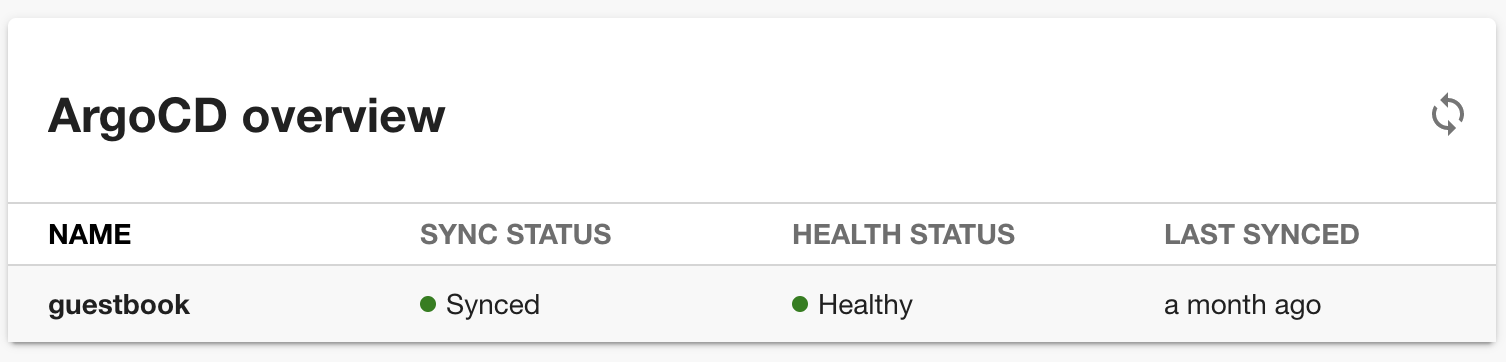 ArgoCD overview
NAME SYNC STATUS HEALTH STATUS LAST SYNCED
guestbook Synced Healthy a month ago